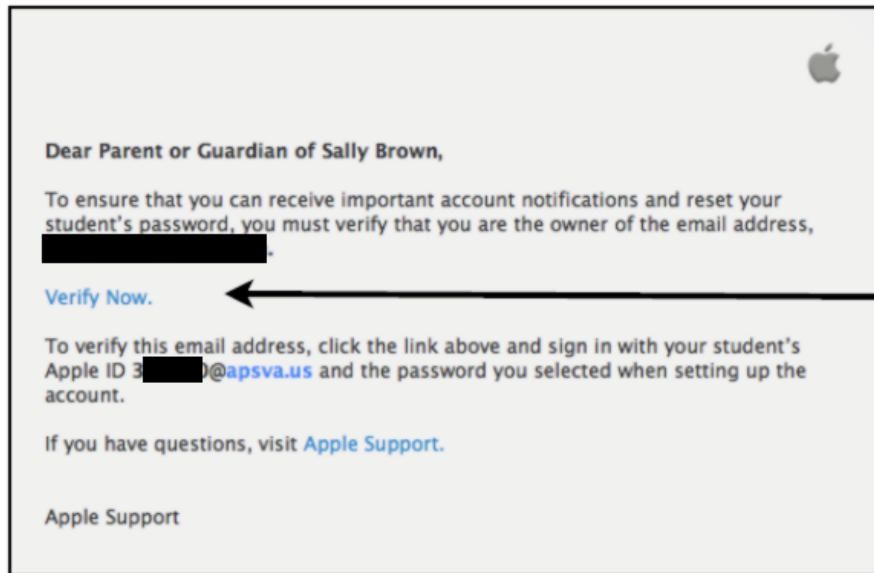 Dear Parent or Guardian of Sally Brown,
To ensure that you can receive important account notifications and reset your
student's password, you must verify that you are the owner of the email address,
.
Verify Now.
To verify this email address, click the link above and sign in with your student's
Apple ID 3 0@apsva.us and the password you selected when setting up the
account.
If you have questions, visit Apple Support.
Apple Support